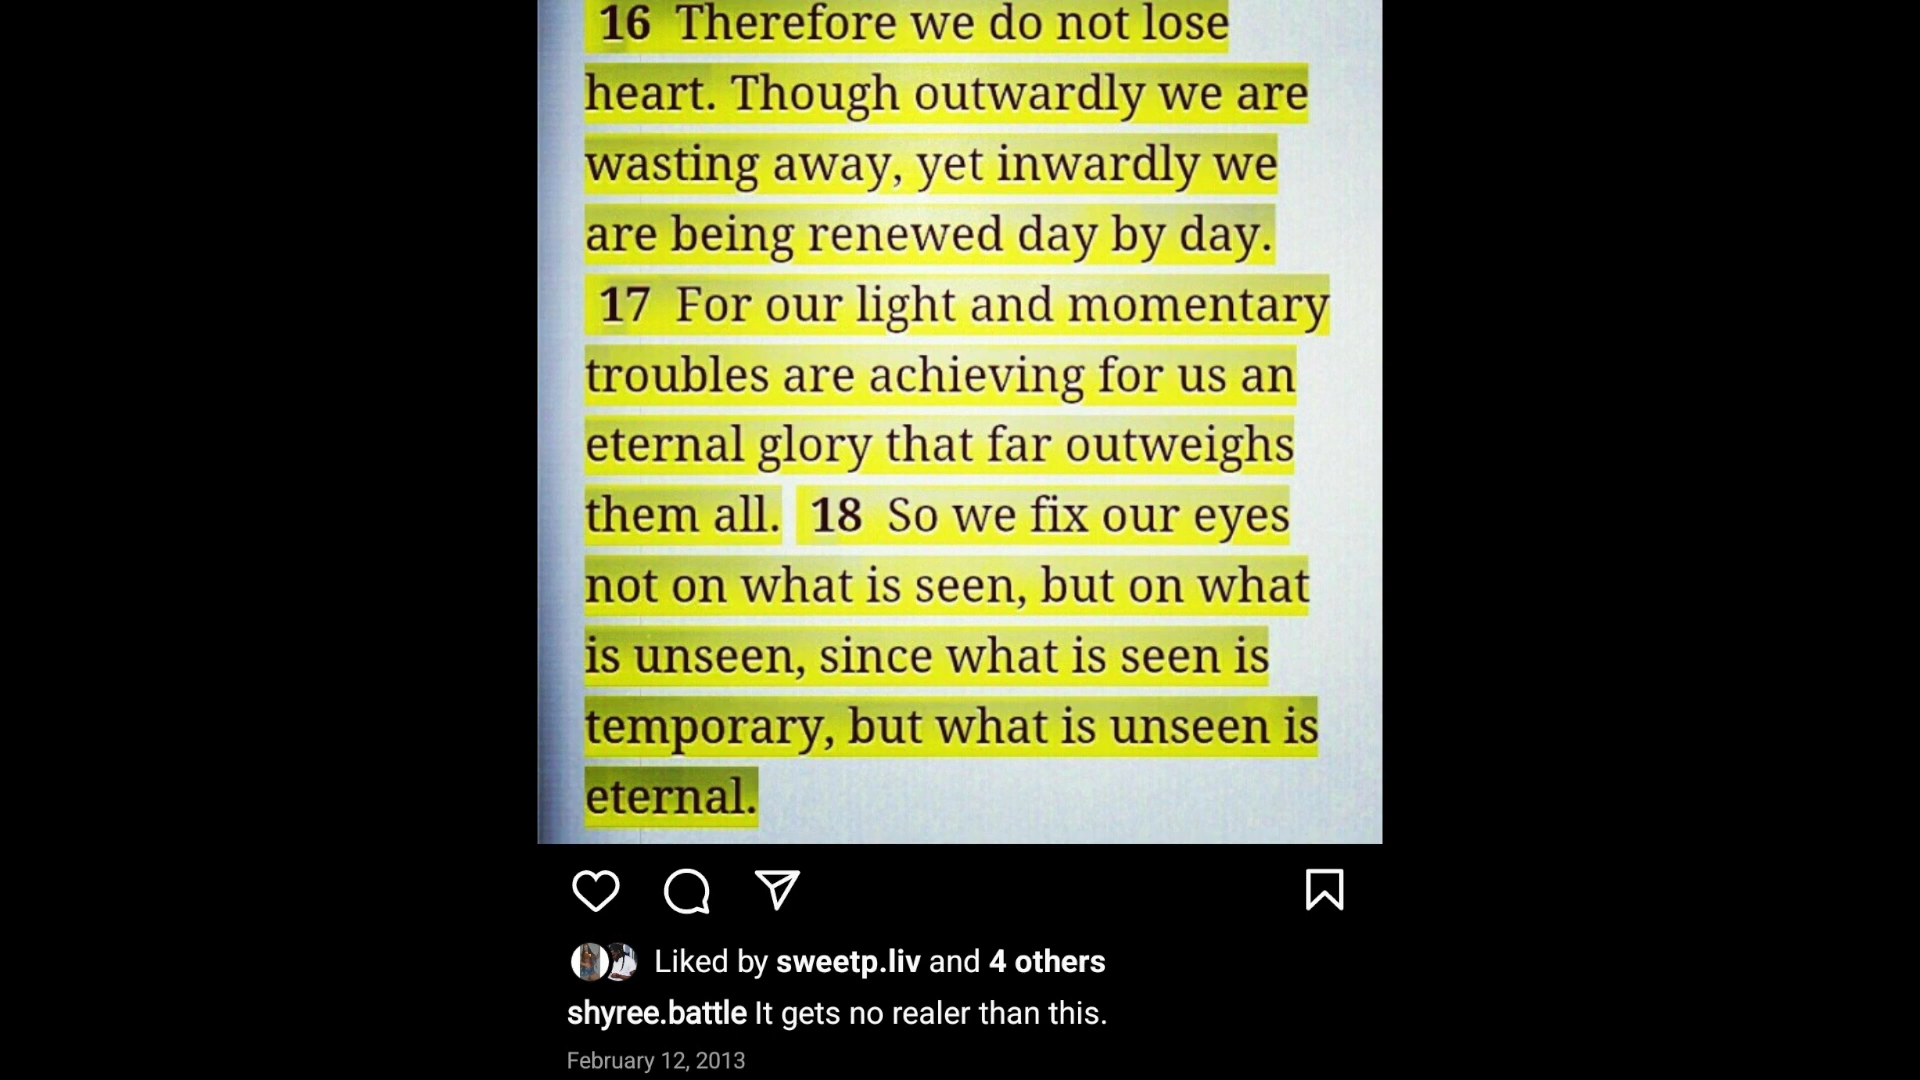 16 Therefore we do not lose
heart. Though outwardly we are
wasting away, yet inwardly we
are being renewed day by day.
17 For our light and momentary
troubles are achieving for us an
eternal glory that far outweighs
them all. 18 So we fix our eyes
not on what is seen, but on what
is unseen, since what is seen is
temporary, but what is unseen is
eternal.
Liked by sweetp.liv and 4 others
shyree.battle It gets no realer than this.
February 12, 2013